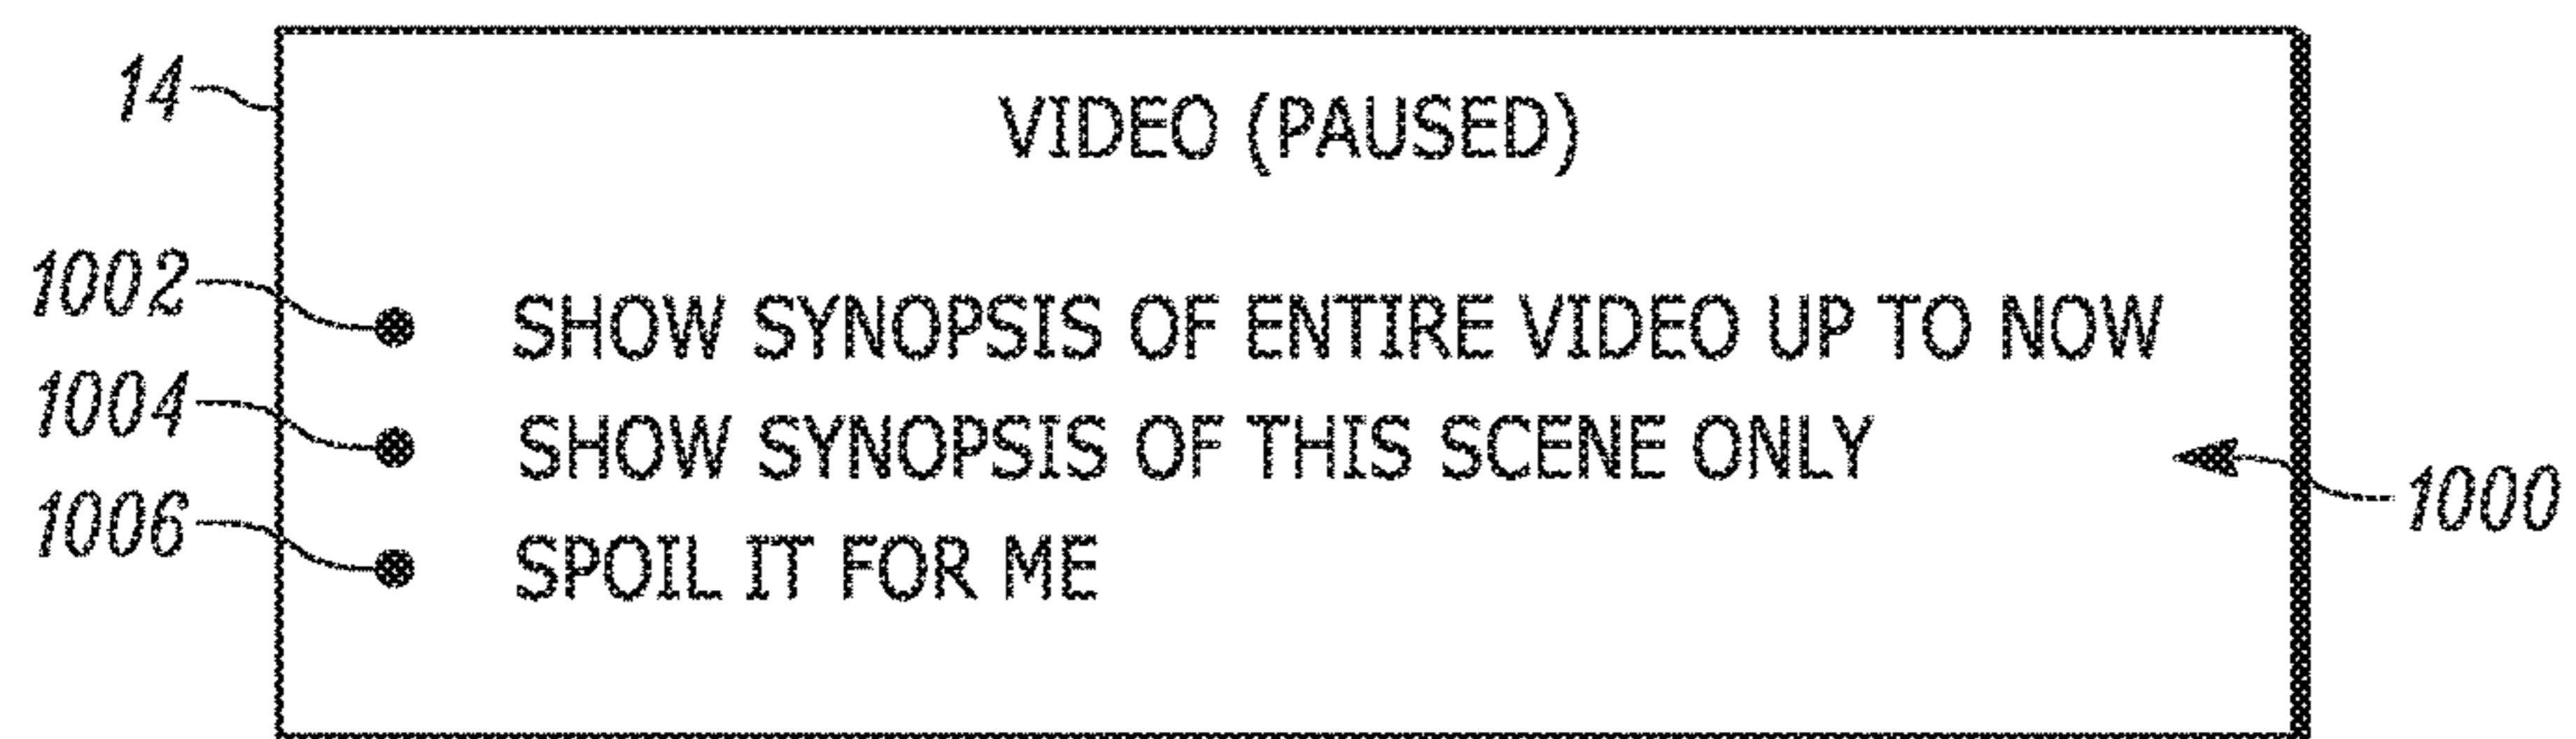 14
VIDEO (PAUSED)
1002
SHOW SYNOPSIS OF ENTIRE VIDEO UP TO NOW
1004
SHOW SYNOPSIS OF THIS SCENE ONLY
1006
SPOIL IT FOR ME
1000